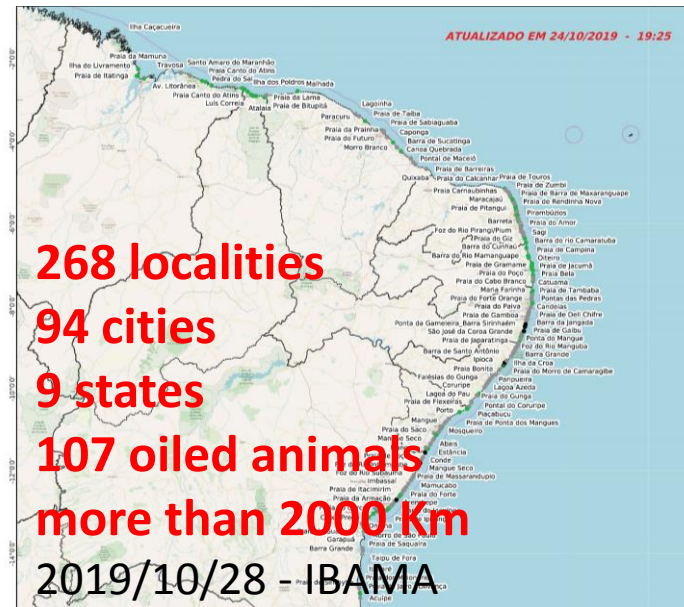 Ilha Caçacueira
ATUALIZADO EM 24/10/2019 - 19:25
Praia da Mamuna
Travosa
Santo Amaro do Maranhão
Ilha do Livramento
Praia Canto do Atins
Praia de Itatinga
Pedra do Sal
Ilha dos Poldros
Malhada
Av. Litorânea
Praia Canto do Atins
Praia da Lama
Luís Correia
Atalaia
Praia de Bitupitá
Lagoinha
Paracuru
Praia de Taíba
Praia de Sabiaguaba
Praia da Prainha
Caponga
Praia do Futuro
Barra de Sucatinga
Morro Branco
Canoa Quebrada
Pontal de Maceió
Praia de Barreiras
Quixaba
Praia do Calcanhar
Praia de Touros
Praia de Zumbi
Praia Carnaubinhas
Praia de Barra de Maxaranguape
Maracajaú
Praia de Rendinha Nova
Praia de Pitangui
Pirambúzios
Barreta
Praia do Amor
Foz do Rio Pirangi/Pium
Sagi
Praia do Giz
Barra do rio Camaratuba
Barra do Cunhaú
Praia de Campina
Barra do Rio Mamanguape
Oiteiro
Praia de Gramame
Praia de Jacumã
Praia do Poço
Praia Bela
Praia do Cabo Branco
Catuama
Maria Farinha
Praia de Tambaba
Praia do Forte Orange
Pontas das Pedras
Praia do Paiva
Candeias
Praia de Gamboa
Praia de Dell Chifre
Ponta da Gameleira
Barra Sirinhaém
Barra da Jangada
São José da Coroa Grande
Praia de Gaibu
Praia de Japaratinga
Ponta do Mangue
Foz do Rio Manguba
Barra de Santo Antônio
Barra Grande
Ipioca
Ilha da Croa
Praia Bonita
Praia do Morro de Camaragibe
Falésias do Gunga
Paripueira
Coruripe
Lagoa Azeda
Lagoa do Pau
Praia do Gunga
Praia de Flexeiras
Pontal do Coruripe
Porto
Piaçabuçu
Mangue
Praia de Ponta dos Mangues
Praia do Saco
Mosqueiro
Mangue Seco
Abais
Estância
Conde
Mangue Seco
Imbassaí
Praia de Massarandupio
Praia de Itacimirim
Mamucabo
Praia da Armação
Praia do Forte
Garapuá
Praia de Saquaíra
Barra Grande
Taipu de Fora
Acuípe
268 localities
94 cities
9 states
107 oiled animals
more than 2000 Km
2019/10/28 - IBAMA